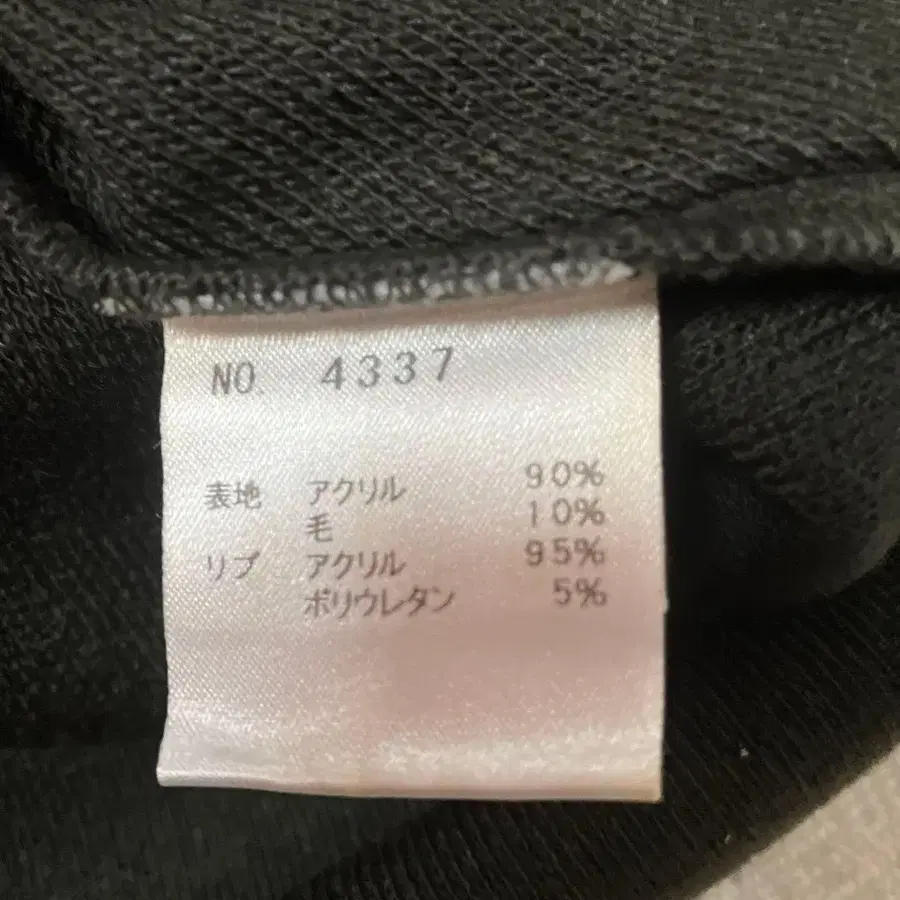 NO. 4337
表地 アクリル 90%
毛 10%
リブ アクリル 95%
ポリウレタン 5%